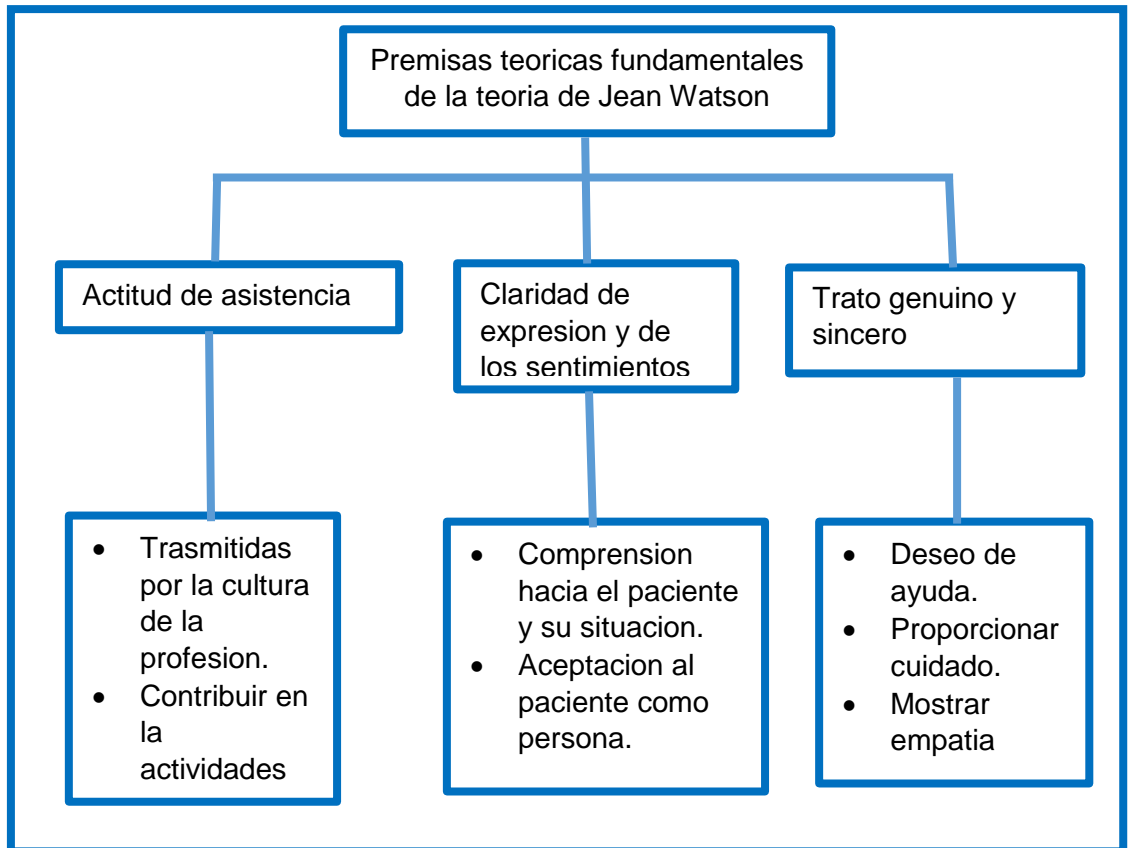 Premisas teoricas fundamentales
de la teoria de Jean Watson
Actitud de asistencia
Claridad de
expresion y de
los sentimientos
Trato genuino y
sincero
• Trasmitidas
por la cultura
de la
profesion.
• Contribuir en
la
actividades
• Comprension
hacia el paciente
y su situacion.
• Aceptacion al
paciente como
persona.
• Deseo de
ayuda.
• Proporcionar
cuidado.
• Mostrar
empatia